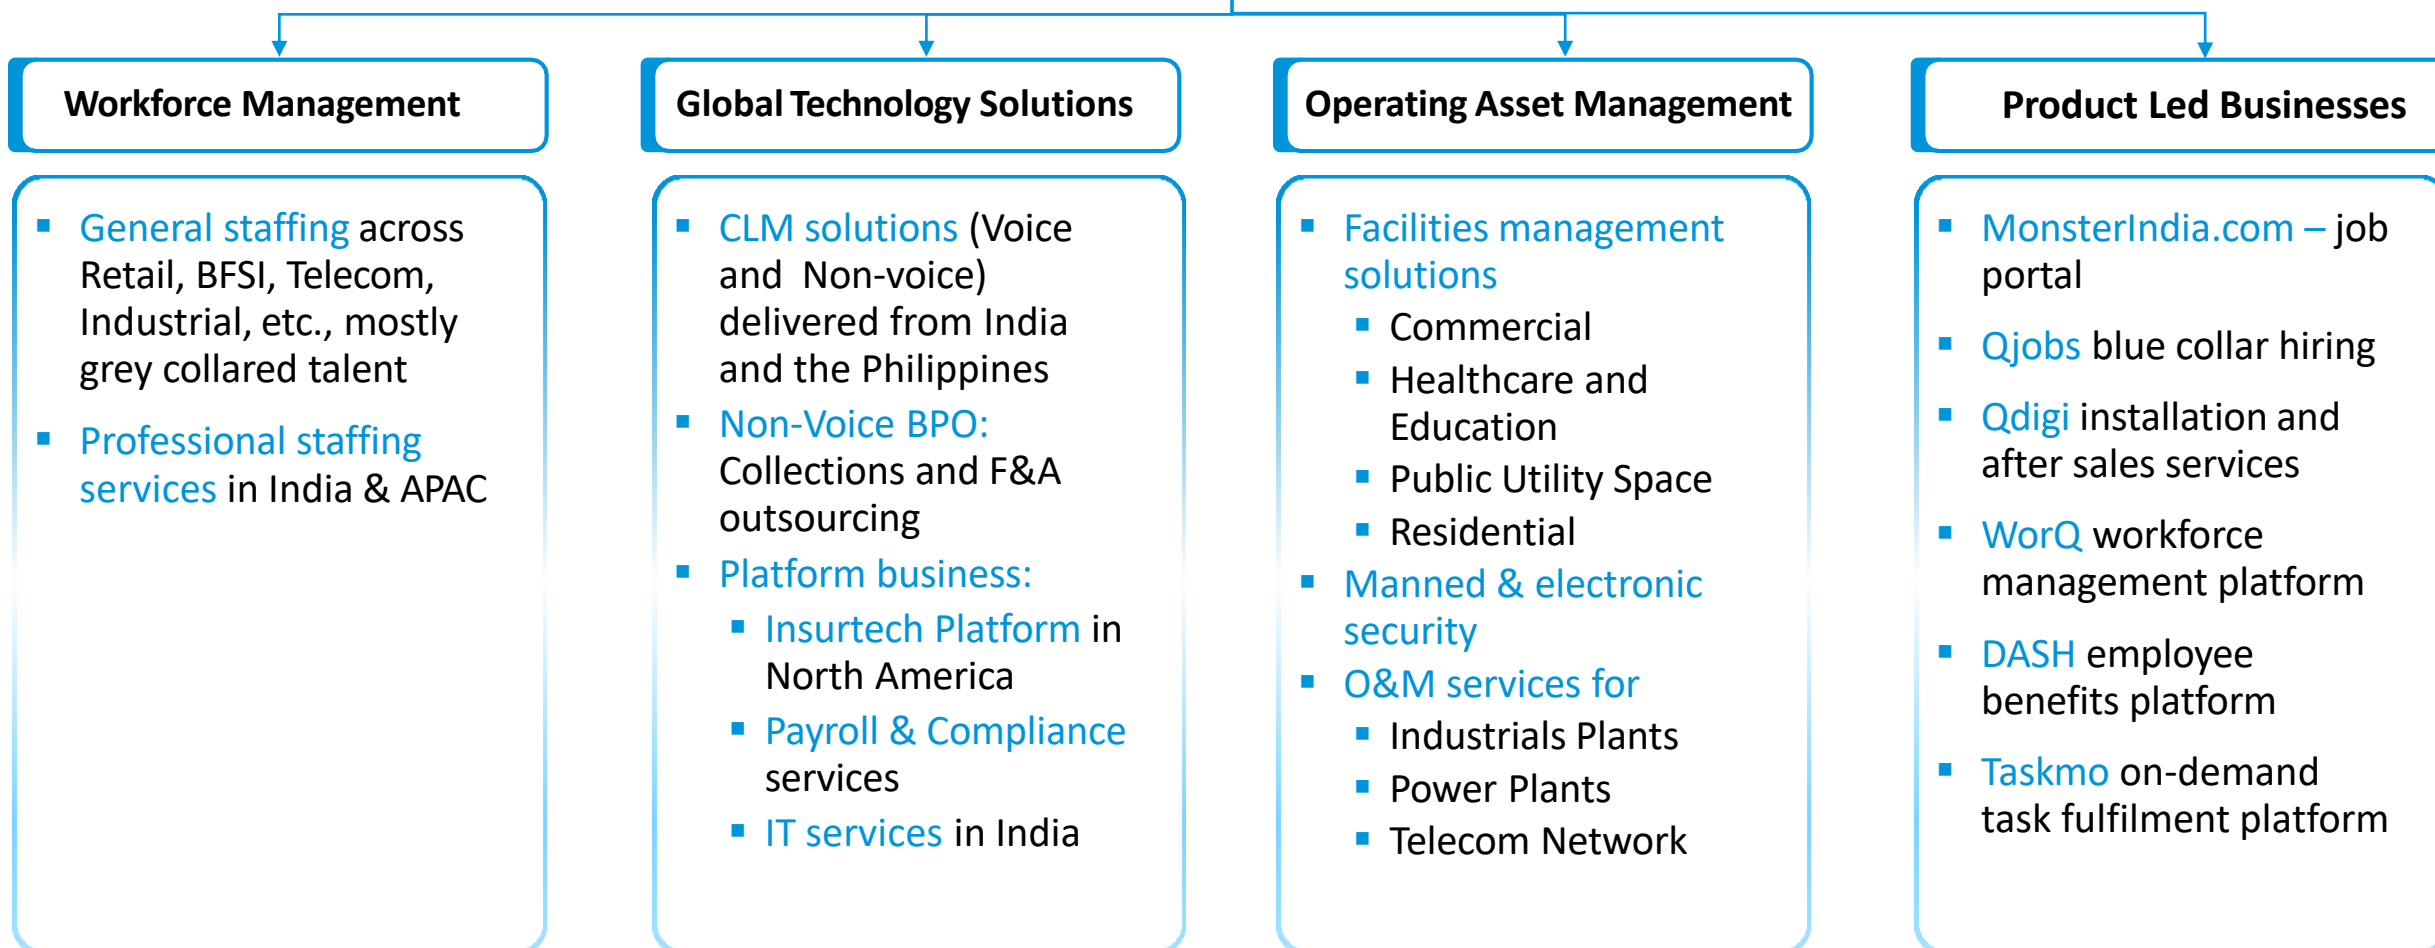 Workforce Management
General staffing across
Retail, BFSI, Telecom,
Industrial, etc., mostly
grey collared talent
Professional staffing
services in India & APAC
Global Technology Solutions
CLM solutions (Voice
and Non-voice)
delivered from India
and the Philippines
Non-Voice BPO:
Collections and F&A
outsourcing
Platform business:
Insurtech Platform in
North America
Payroll & Compliance
services
IT services in India
Operating Asset Management
Facilities management
solutions
Commercial
Healthcare and
Education
Public Utility Space
Residential
Manned & electronic
security
O&M services for
Industrials Plants
Power Plants
Telecom Network
Product Led Businesses
MonsterIndia.com – job
portal
Qjobs blue collar hiring
Qdigi installation and
after sales services
WorQ workforce
management platform
DASH employee
benefits platform
Taskmo on-demand
task fulfilment platform